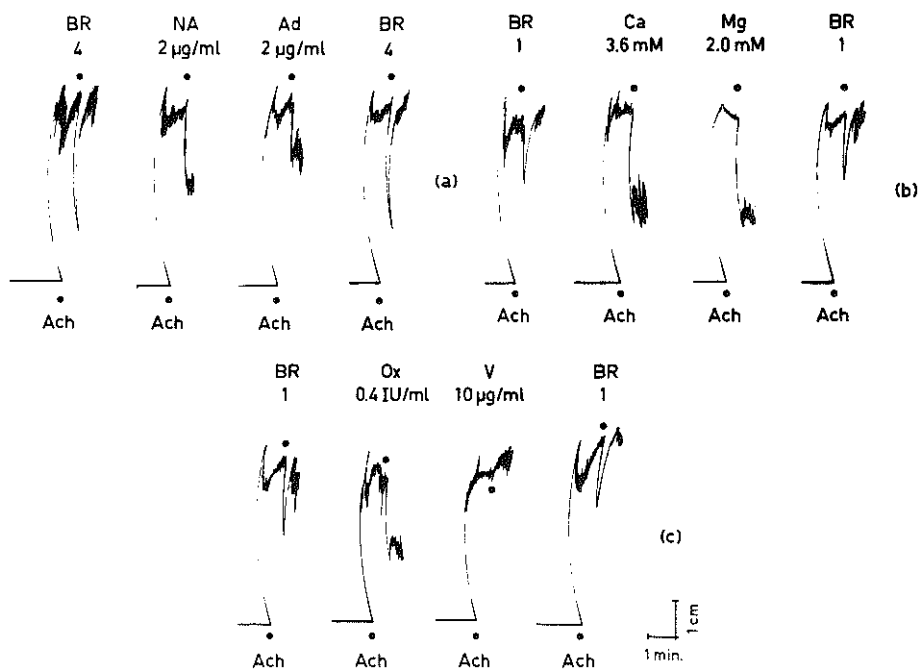 BR NA Ad BR
4 2 µg/ml 2 µg/ml 4
Ach Ach Ach Ach
(a)
BR Ca Mg BR
1 3.6 mM 2.0 mM 1
Ach Ach Ach Ach
(b)
BR Ox V BR
1 0.4 IU/ml 10 µg/ml 1
Ach Ach Ach Ach
(c)
1 cm
1 min.